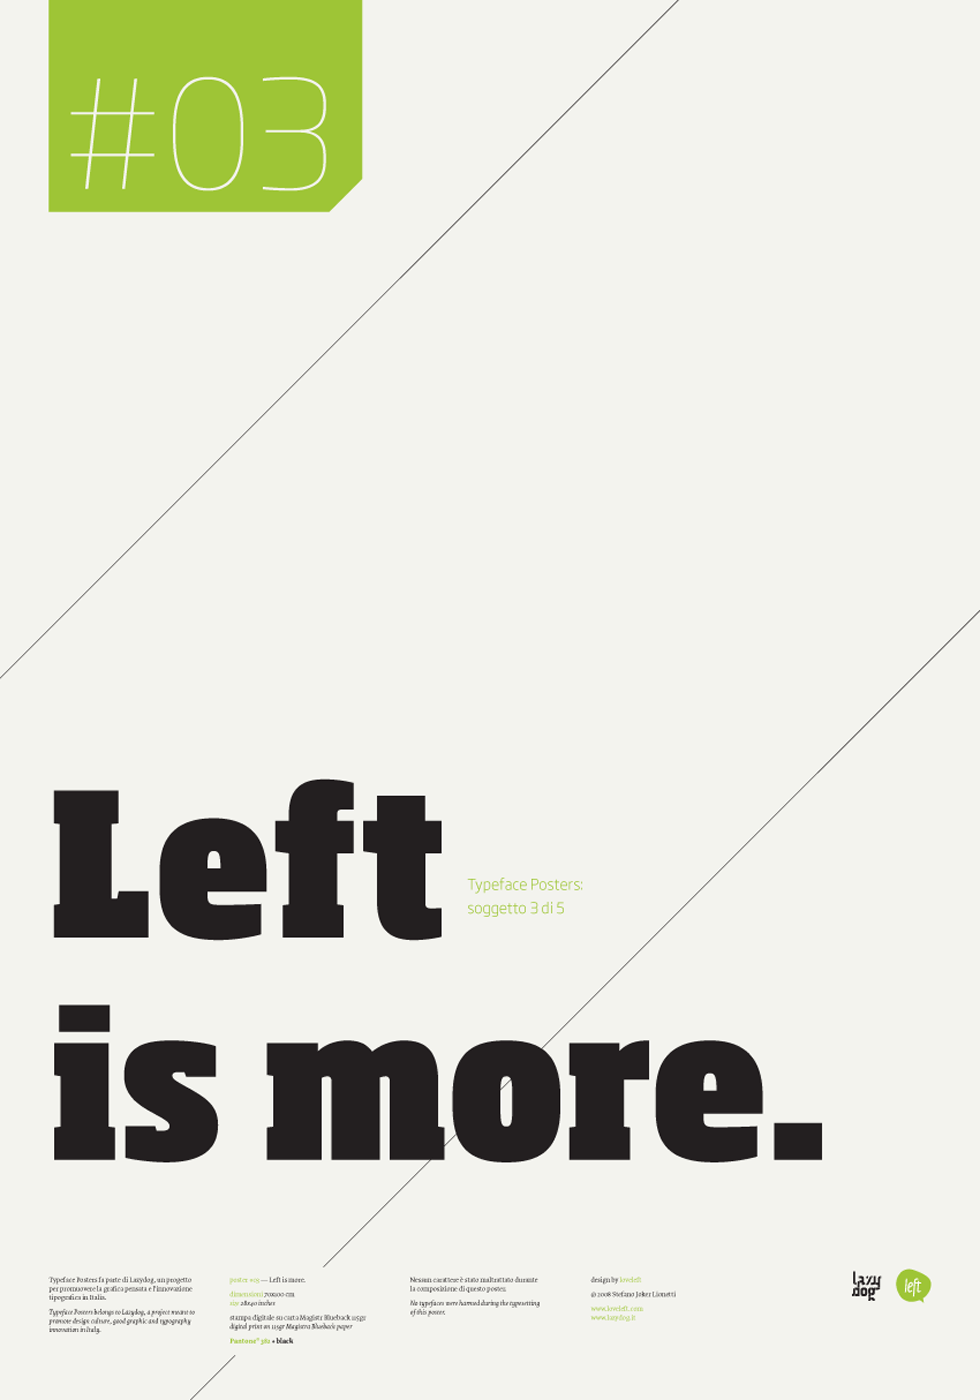 #03
Left
Typeface Posters:
soggetto 3 di 5
is more.
Typeface Posters fa parte di Lazydog, un progetto
per promuovere la grafica pensata e l'innovazione
tipografica in Italia.
Typeface Posters belongs to Lazydog, a project meant to
promote design culture, good graphic and typography
innovation in Italy.
poster #03 — Left is more.
dimensioni 70x100 cm
size 28x40 inches
stampa digitale su carta Magistra Blueback 115gr
digital print on 115gr Magistra Blueback paper
Pantone® 382 + black
Nessun carattere è stato maltrattato durante
la composizione di questo poster.
No typefaces were harmed during the typesetting
of this poster.
design by loveleft
© 2008 Stefano Joker Lionetti
www.loveleft.com
www.lazydog.it
lazy
dog
left